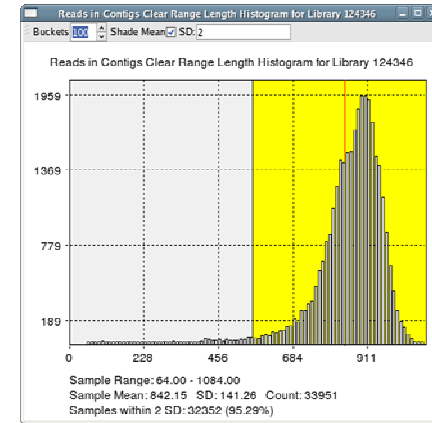 Reads in Contigs Clear Range Length Histogram for Library 124346
Buckets 100 Shade Mean SD: 2
Reads in Contigs Clear Range Length Histogram for Library 124346
1959
1369
779
189
0 228 456 684 911
Sample Range: 64.00 - 1084.00
Sample Mean: 842.15 SD: 141.26 Count: 33951
Samples within 2 SD: 32352 (95.29%)